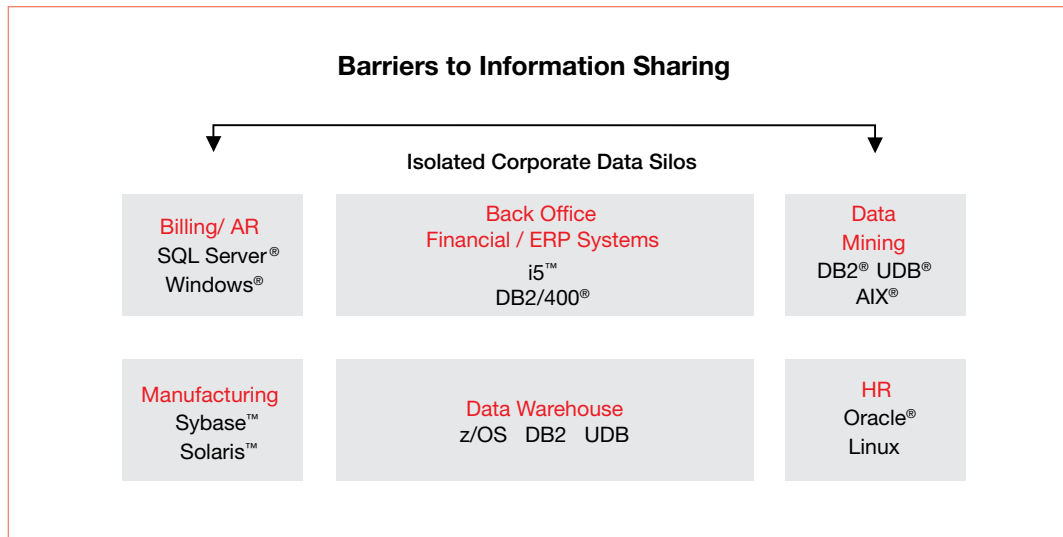 Barriers to Information Sharing
Isolated Corporate Data Silos
Billing/ AR
SQL Server®
Windows®
Back Office
Financial / ERP Systems
i5™
DB2/400®
Data
Mining
DB2® UDB®
AIX®
Manufacturing
Sybase™
Solaris™
Data Warehouse
z/OS DB2 UDB
HR
Oracle®
Linux